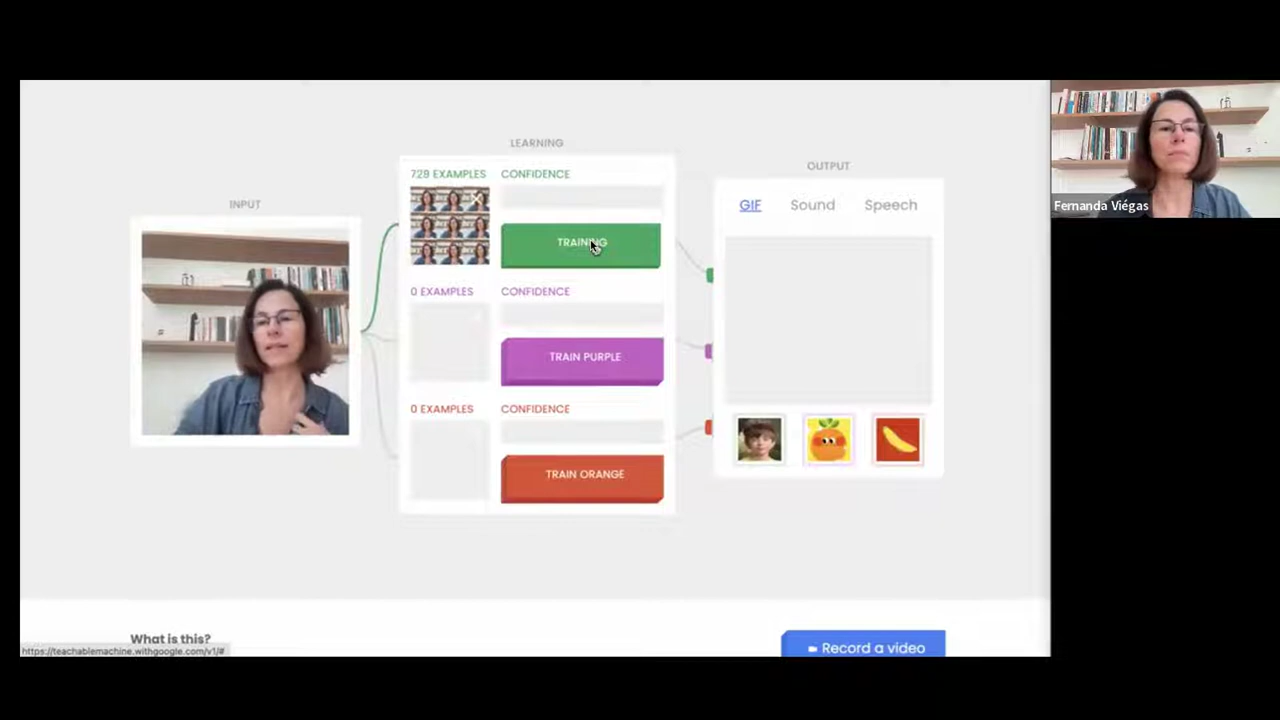 LEARNING
OUTPUT
INPUT
729 EXAMPLES CONFIDENCE
TRAINING
0 EXAMPLES CONFIDENCE
TRAIN PURPLE
0 EXAMPLES CONFIDENCE
TRAIN ORANGE
GIF Sound Speech
Fernanda Viégas
What is this?
Record a video
https://teachablemachine.withgoogle.com/v1/#